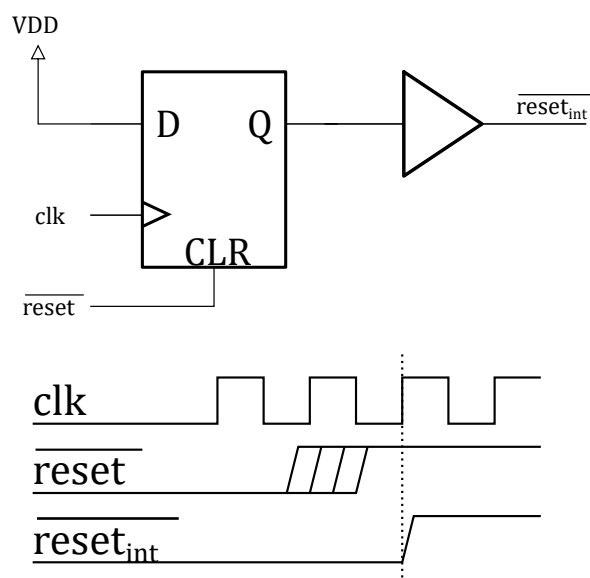 VDD
D Q
clk
CLR
reset
reset_int
clk
reset
reset_int